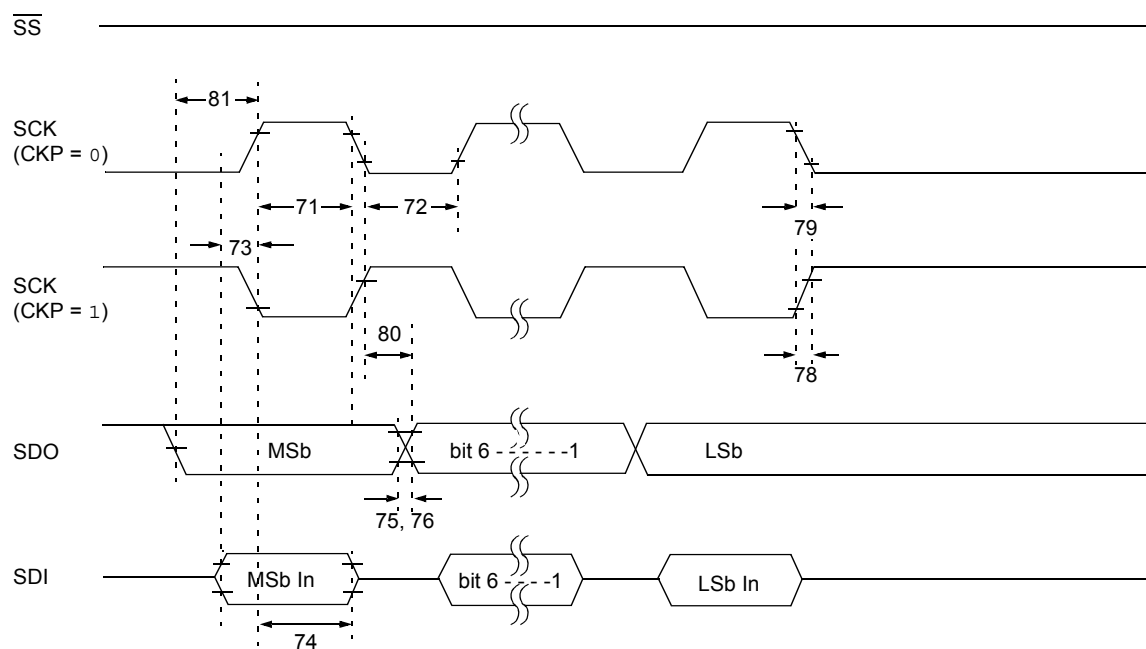 SS
81
SCK
(CKP = 0)
71
72
73
79
SCK
(CKP = 1)
80
78
SDO
MSb
bit 6 - - - - - - -1
LSb
75, 76
SDI
MSb In
bit 6 - - - - -1
LSb In
74